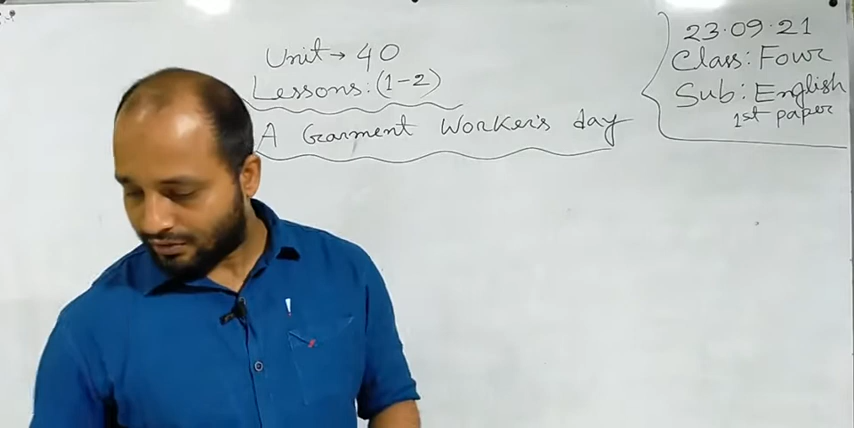 Unit → 40
Lessons: (1-2)
A Garment Worker's day
23.09.21
Class: Four
Sub: English
1st paper